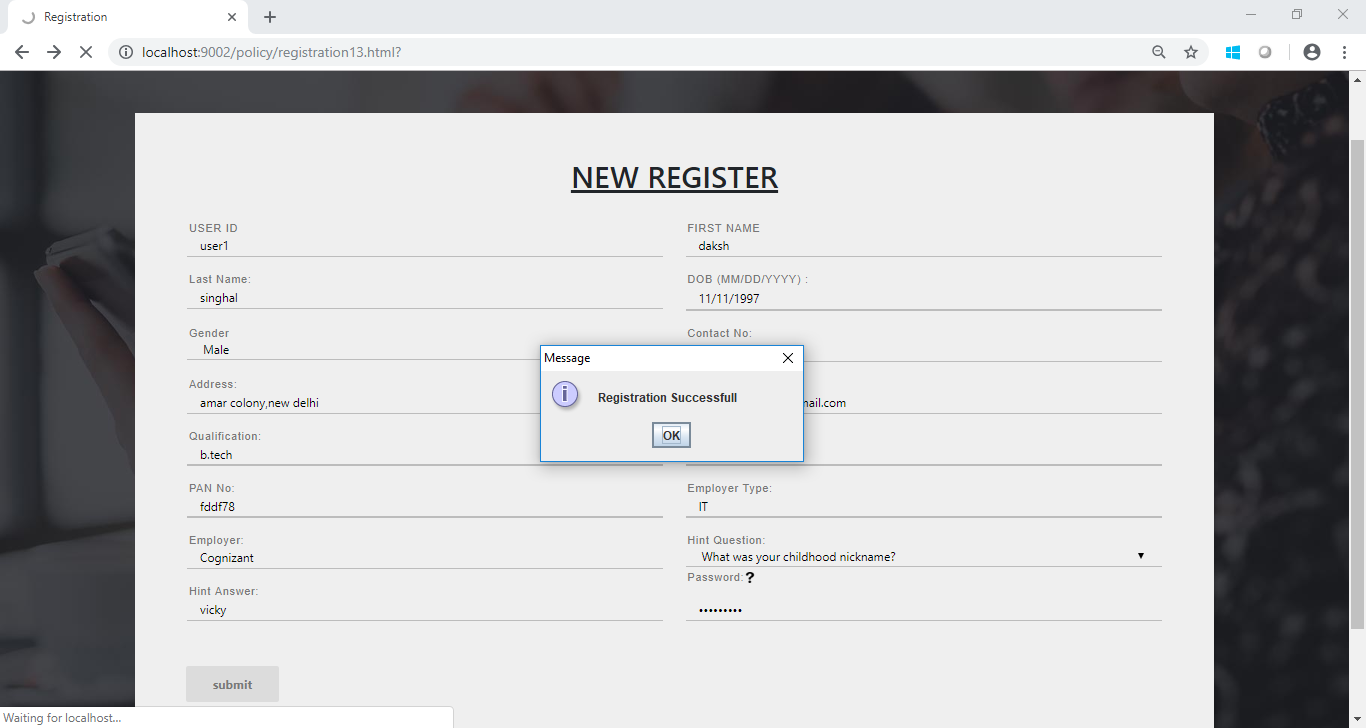 Registration
localhost:9002/policy/registration13.html?
NEW REGISTER
USER ID
user1
FIRST NAME
daksh
Last Name:
singhal
DOB (MM/DD/YYYY) :
11/11/1997
Gender
Male
Contact No:
Address:
amar colony,new delhi
Message
i
Registration Successfull
OK
Qualification:
b.tech
PAN No:
fddf78
Employer Type:
IT
Employer:
Cognizant
Hint Question:
What was your childhood nickname?
Hint Answer:
vicky
Password:?
•••••••••
submit
Waiting for localhost...